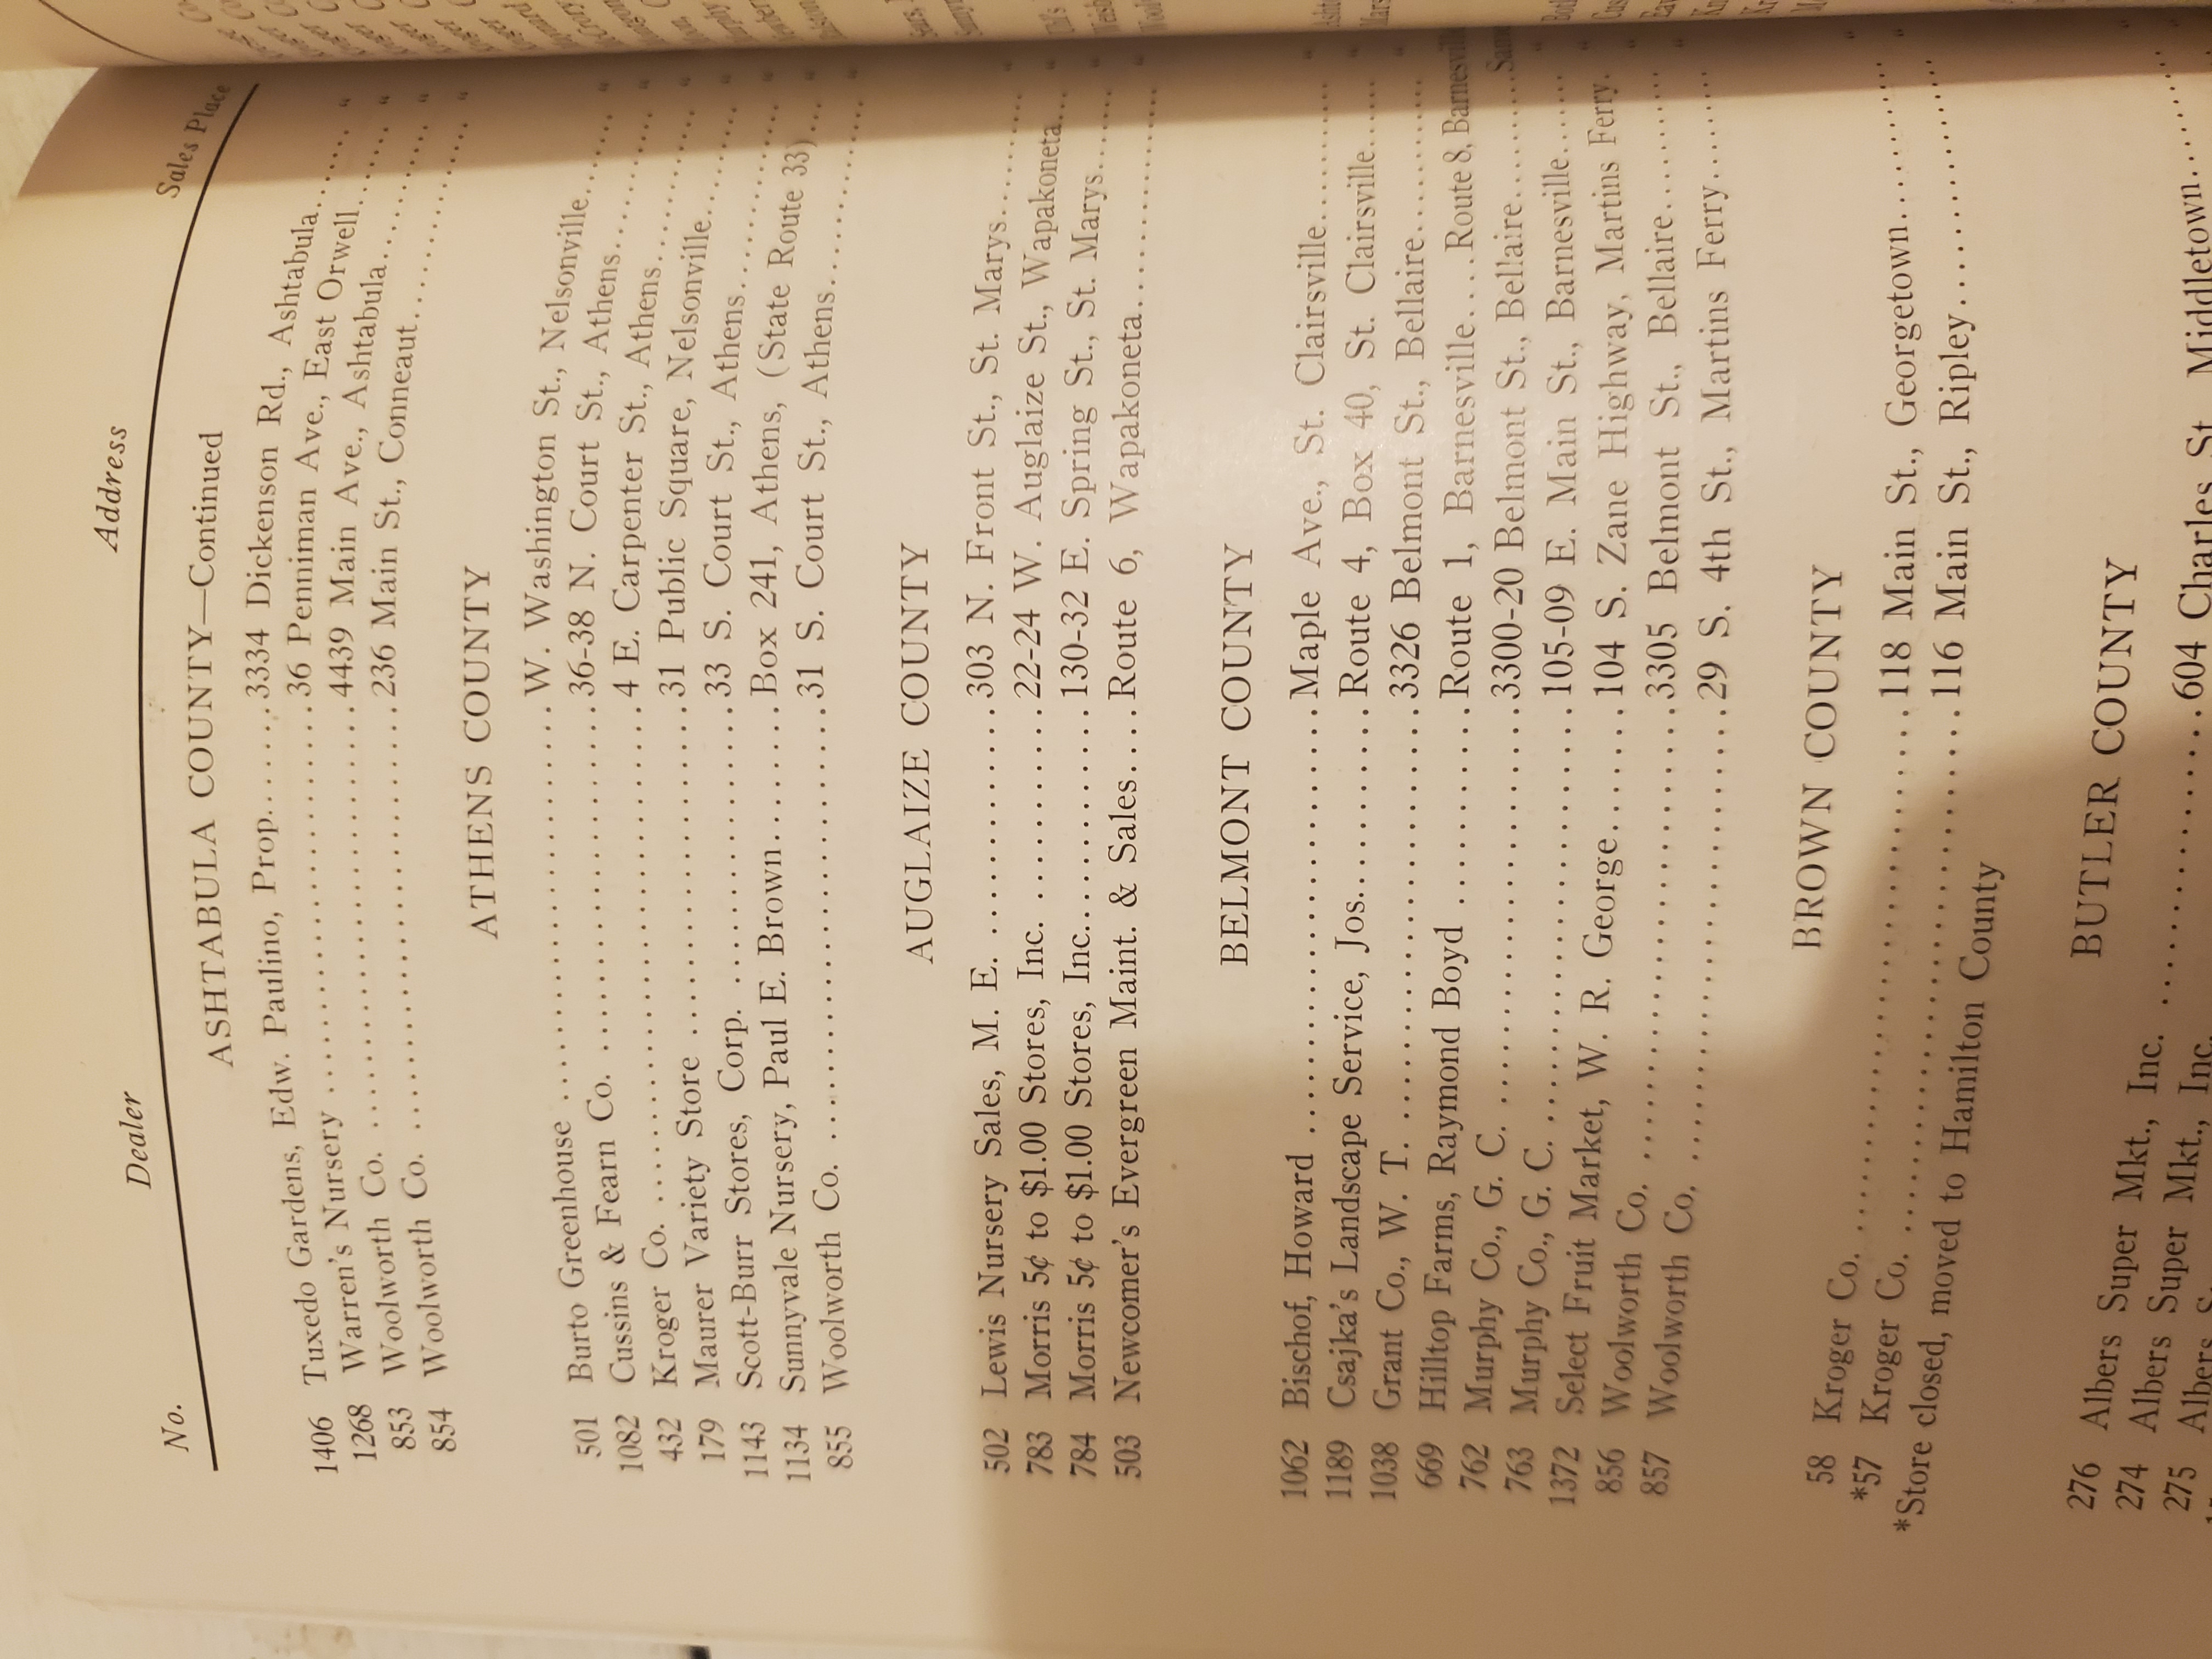 No. Dealer Address Sales Place
ASHTABULA COUNTY—Continued
1406 Tuxedo Gardens, Edw. Paulino, Prop.......3334 Dickenson Rd., Ashtabula....... "
1268 Warren's Nursery ..............................36 Penniman Ave., East Orwell....... "
853 Woolworth Co. ..............................4439 Main Ave., Ashtabula.......... "
854 Woolworth Co. ..............................236 Main St., Conneaut............. "
ATHENS COUNTY
501 Burto Greenhouse ..........................W. Washington St., Nelsonville...... "
1082 Cussins & Fearn Co. ......................36-38 N. Court St., Athens......... "
432 Kroger Co. ................................4 E. Carpenter St., Athens......... "
179 Maurer Variety Store ......................31 Public Square, Nelsonville....... "
1143 Scott-Burr Stores, Corp. .................33 S. Court St., Athens............ "
1134 Sunnyvale Nursery, Paul E. Brown........Box 241, Athens, (State Route 33).... "
855 Woolworth Co. ............................31 S. Court St., Athens............ "
AUGLAIZE COUNTY
502 Lewis Nursery Sales, M. E. ................303 N. Front St., St. Marys......... "
783 Morris 5¢ to $1.00 Stores, Inc. ...........22-24 W. Auglaize St., Wapakoneta... "
784 Morris 5¢ to $1.00 Stores, Inc.............130-32 E. Spring St., St. Marys...... "
503 Newcomer's Evergreen Maint. & Sales....Route 6, Wapakoneta............... "
BELMONT COUNTY
1062 Bischof, Howard ..........................Maple Ave., St. Clairsville.......... "
1189 Csajka's Landscape Service, Jos...........Route 4, Box 40, St. Clairsville...... "
1038 Grant Co., W. T. .........................3326 Belmont St., Bellaire.......... "
669 Hilltop Farms, Raymond Boyd ............Route 1, Barnesville....Route 8, Barnesville
762 Murphy Co., G. C. ........................3300-20 Belmont St., Bellaire........Same
763 Murphy Co., G. C. ........................105-09 E. Main St., Barnesville...... "
1372 Select Fruit Market, W. R. George.......104 S. Zane Highway, Martins Ferry. "
856 Woolworth Co. ...........................3305 Belmont St., Bellaire.......... "
857 Woolworth Co. ...........................29 S. 4th St., Martins Ferry........ "
BROWN COUNTY
58 Kroger Co. ................................118 Main St., Georgetown........... "
*57 Kroger Co. ...............................116 Main St., Ripley............... "
*Store closed, moved to Hamilton County
BUTLER COUNTY
276 Albers Super Mkt., Inc. ...................604 Charles St. Middletown....... "
274 Albers Super Mkt., Inc.
275 Albers